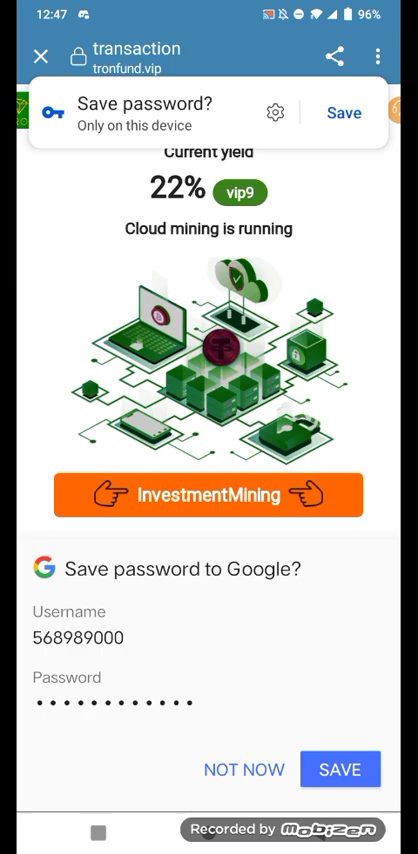 12:47
96%
transaction
tronfund.vip
Save password?
Only on this device
Save
Current yield
22% vip9
Cloud mining is running
InvestmentMining
G Save password to Google?
Username
568989000
Password
••••••••••••
NOT NOW SAVE
Recorded by mobizen